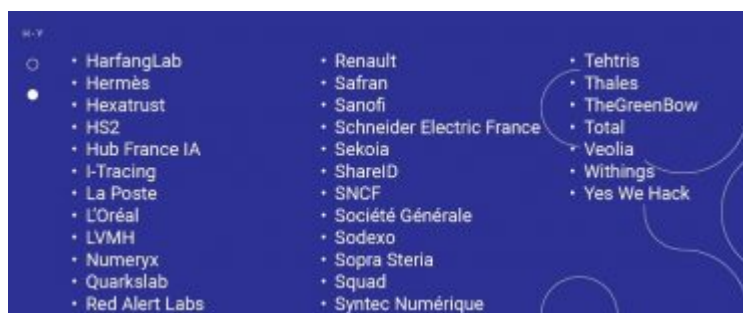 H-Y
• HarfangLab
• Hermès
• Hexatrust
• HS2
• Hub France IA
• I-Tracing
• La Poste
• L'Oréal
• LVMH
• Numeryx
• Quarkslab
• Red Alert Labs
• Renault
• Safran
• Sanofi
• Schneider Electric France
• Sekoia
• ShareID
• SNCF
• Société Générale
• Sodexo
• Sopra Steria
• Squad
• Syntec Numérique
• Tehtris
• Thales
• TheGreenBow
• Total
• Veolia
• Withings
• Yes We Hack